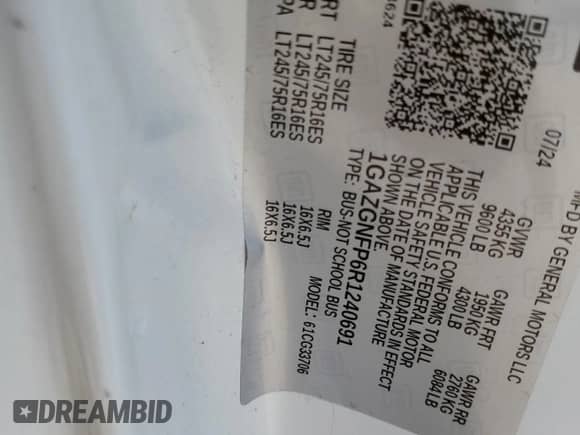 MFD BY GENERAL MOTORS LLC
07/24
GVWR GAWR FRT GAWR RR
4355 KG 1950 KG 2760 KG
9600 LB 4300 LB 6084 LB
THIS VEHICLE CONFORMS TO ALL
APPLICABLE U.S. FEDERAL MOTOR
VEHICLE SAFETY STANDARDS IN EFFECT
ON THE DATE OF MANUFACTURE
SHOWN ABOVE.
1GAZGNFP6R1240691
TYPE: BUS-NOT SCHOOL BUS
MODEL: 61CG33706
TIRE SIZE RIM
RT LT245/75R16ES 16X6.5J
R LT245/75R16ES 16X6.5J
PA LT245/75R16ES 16X6.5J
DREAMBID